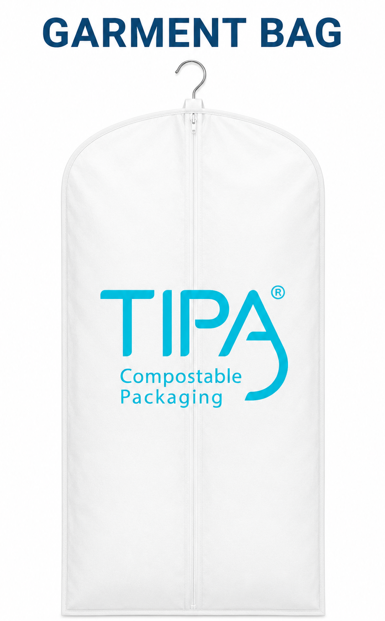 GARMENT BAG
TIPA®
Compostable
Packaging